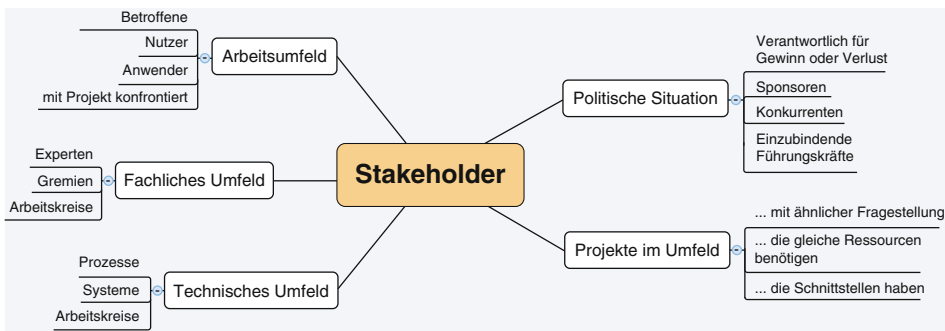 Stakeholder
Arbeitsumfeld
Betroffene
Nutzer
Anwender
mit Projekt konfrontiert
Fachliches Umfeld
Experten
Gremien
Arbeitskreise
Technisches Umfeld
Prozesse
Systeme
Arbeitskreise
Politische Situation
Verantwortlich für
Gewinn oder Verlust
Sponsoren
Konkurrenten
Einzubindende
Führungskräfte
Projekte im Umfeld
... mit ähnlicher Fragestellung
... die gleiche Ressourcen
benötigen
... die Schnittstellen haben